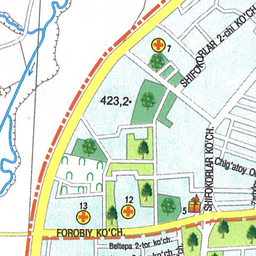 7
SHIFOKORLAR 2-chi KO'CH.
423,2
Chig'atoy. O
SHIFOKORLAR KO'CH.
13
12
5
FOROBIY KO'CH.
Beltepa 2-tor. ko'ch.